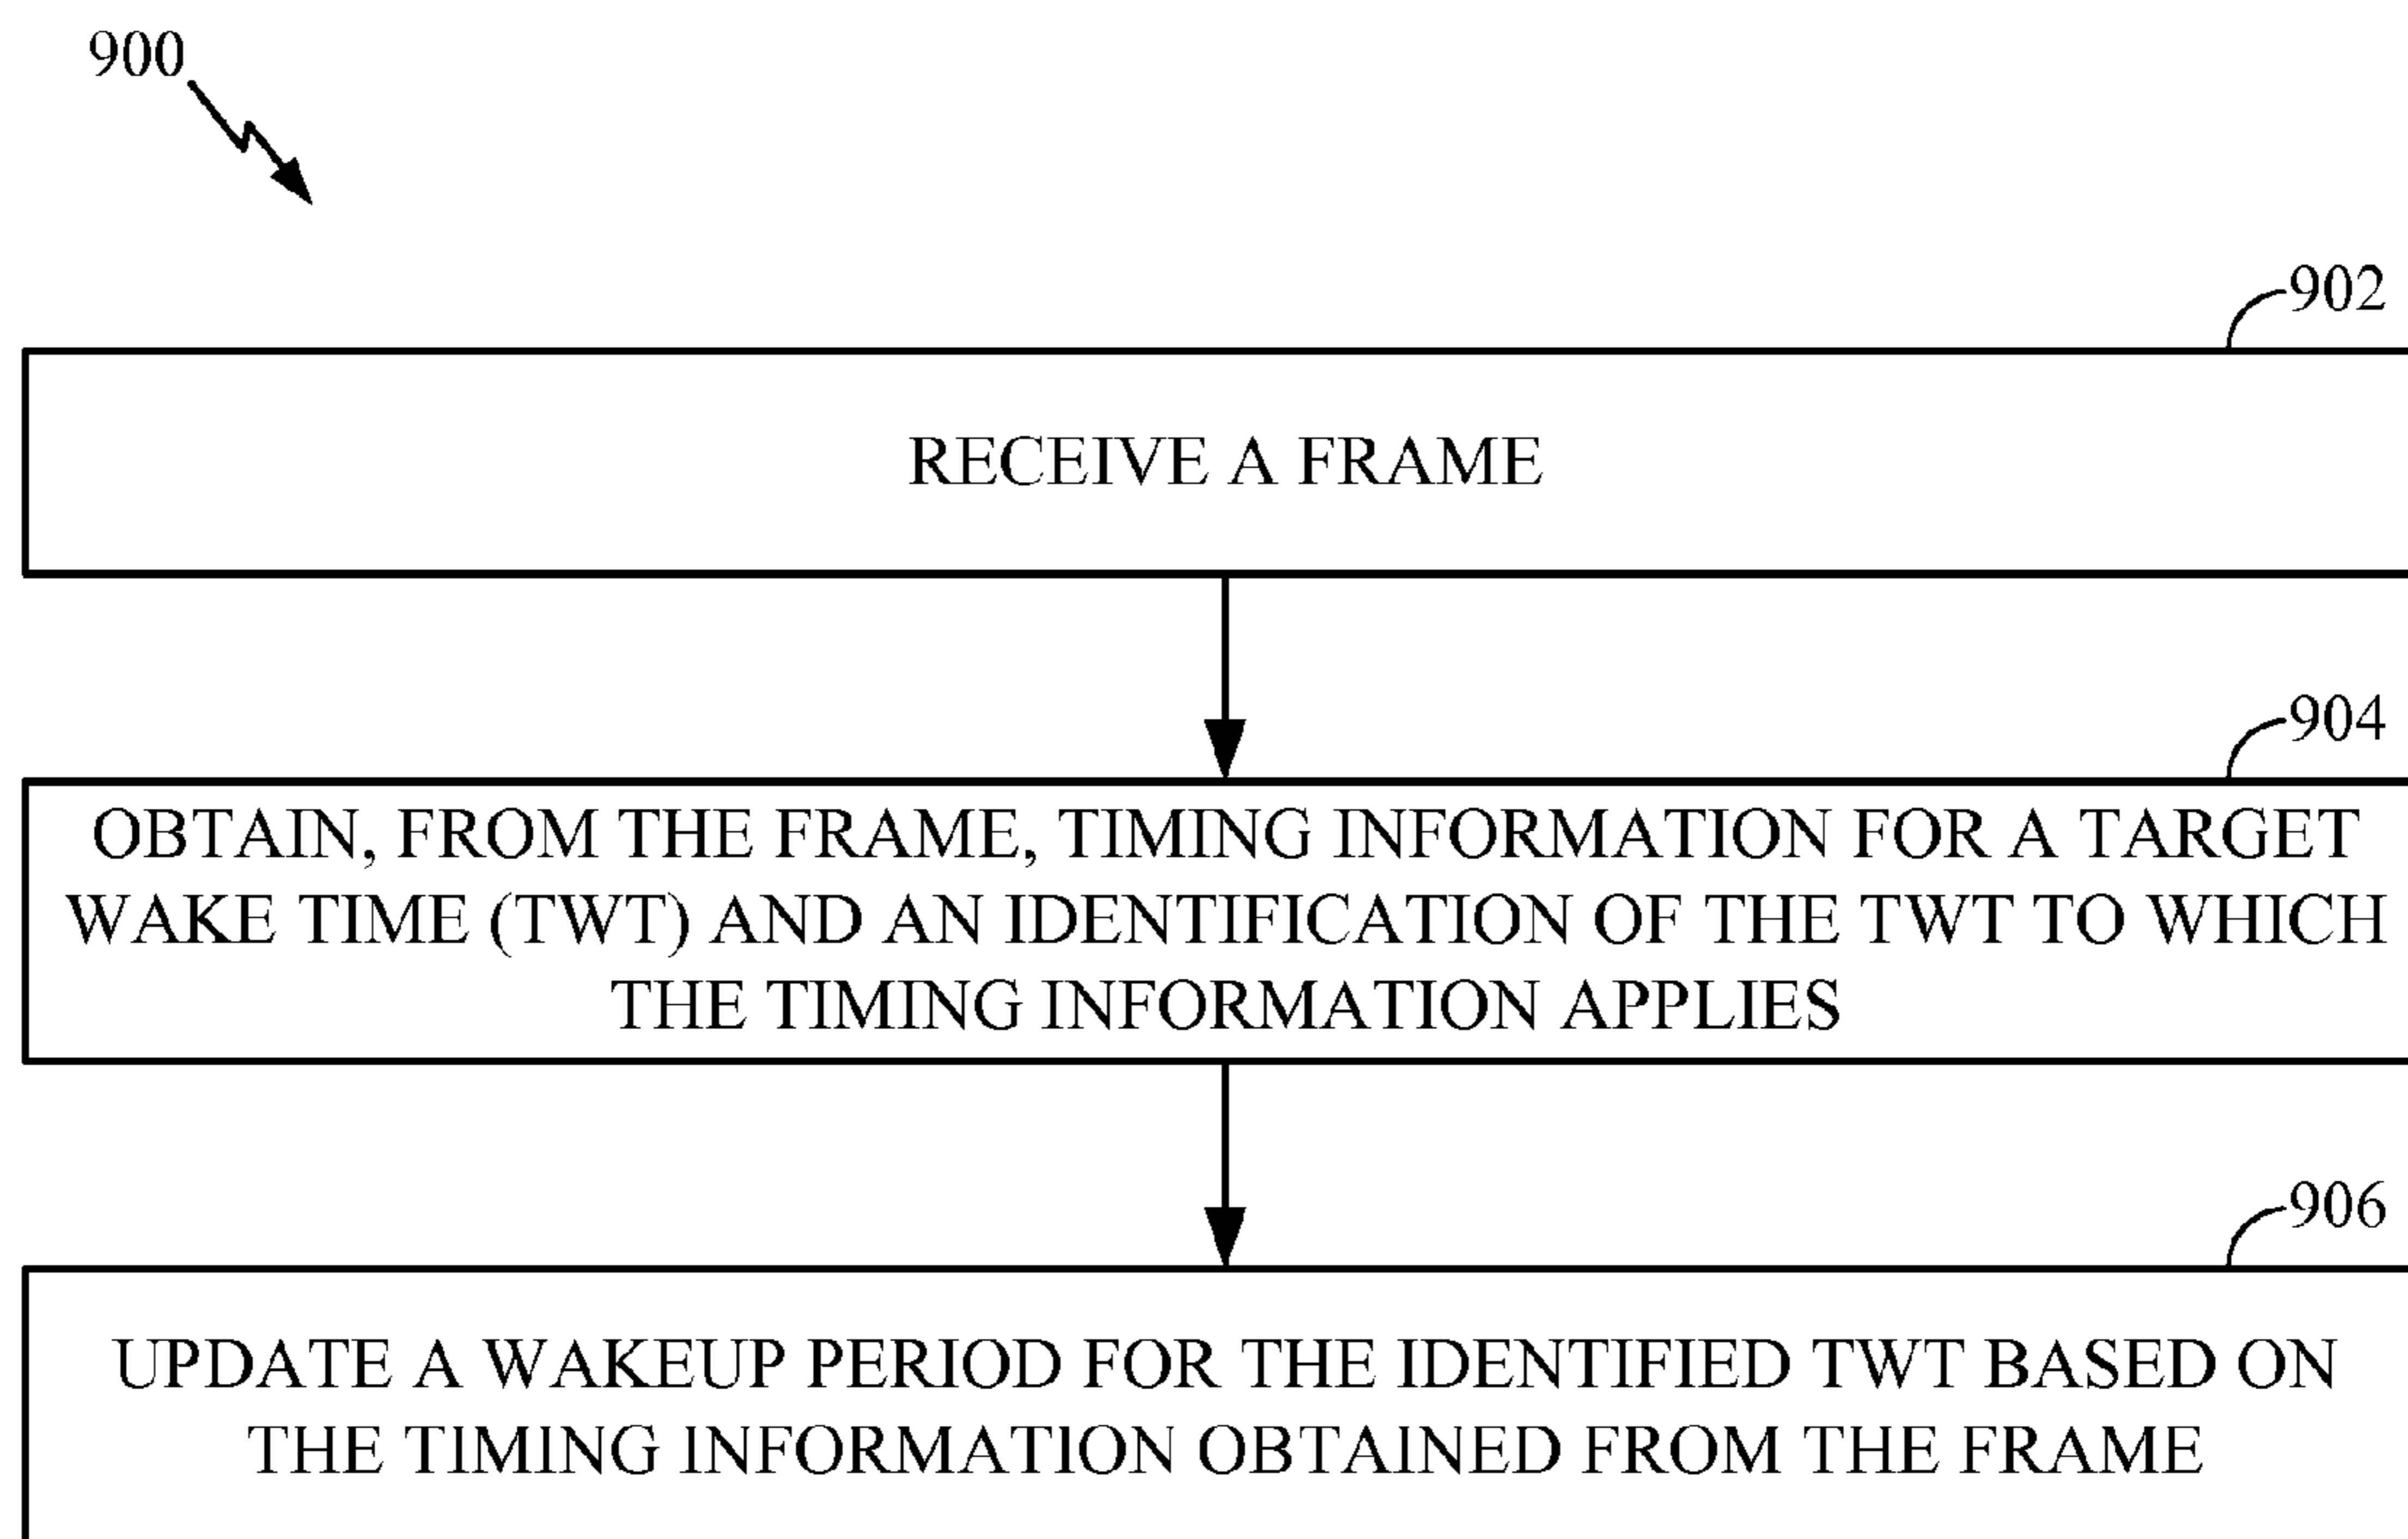 900
902
RECEIVE A FRAME
904
OBTAIN, FROM THE FRAME, TIMING INFORMATION FOR A TARGET
WAKE TIME (TWT) AND AN IDENTIFICATION OF THE TWT TO WHICH
THE TIMING INFORMATION APPLIES
906
UPDATE A WAKEUP PERIOD FOR THE IDENTIFIED TWT BASED ON
THE TIMING INFORMATION OBTAINED FROM THE FRAME